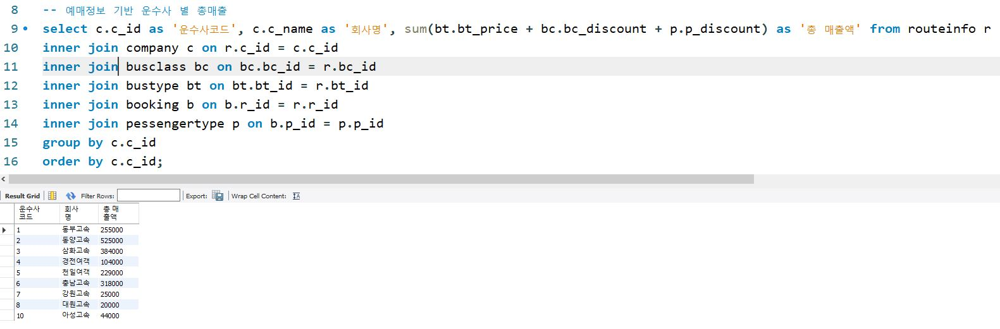 8 -- 예매정보 기반 운수사 별 총매출
9 select c.c_id as '운수사코드', c.c_name as '회사명', sum(bt.bt_price + bc.bc_discount + p.p_discount) as '총 매출액' from routeinfo r
10 inner join company c on r.c_id = c.c_id
11 inner join busclass bc on bc.bc_id = r.bc_id
12 inner join bustype bt on bt.bt_id = r.bt_id
13 inner join booking b on b.r_id = r.r_id
14 inner join pessengertype p on b.p_id = p.p_id
15 group by c.c_id
16 order by c.c_id;
Result Grid Filter Rows: Export: Wrap Cell Content: IA
운수사 회사 총 매
코드 명 출액
1 동부고속 255000
2 동양고속 525000
3 삼화고속 384000
4 경전여객 104000
5 천일여객 229000
6 충남고속 318000
7 강원고속 25000
8 대원고속 20000
10 아성고속 44000